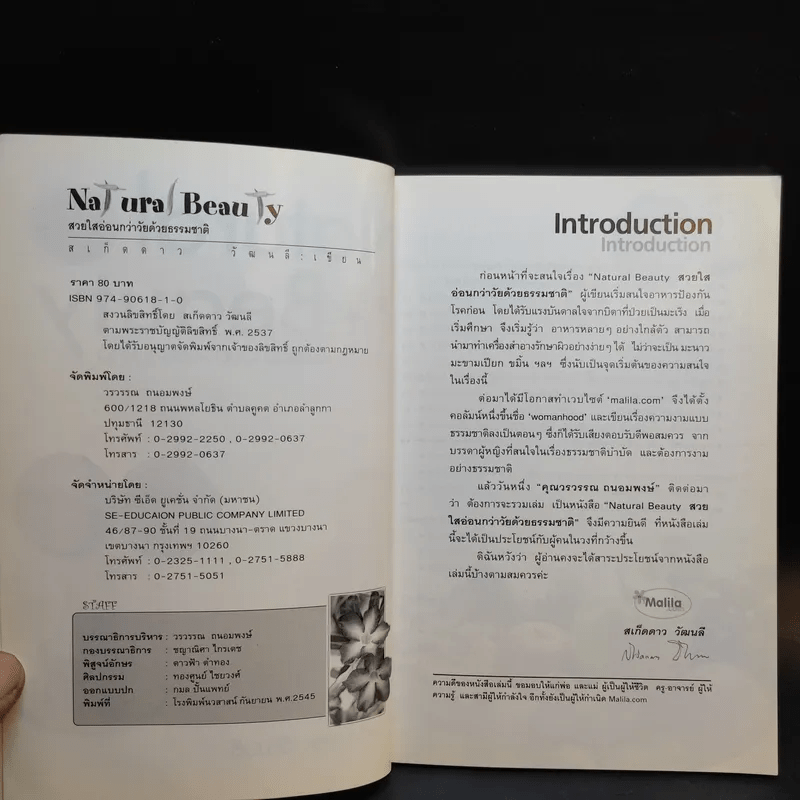 Natural Beauty
สวยใสอ่อนกว่าวัยด้วยธรรมชาติ
สเก็ดดาว วัฒนลี : เขียน
ราคา 80 บาท
ISBN 974-90618-1-0
สงวนลิขสิทธิ์โดย สเก็ดดาว วัฒนลี
ตามพระราชบัญญัติลิขสิทธิ์ พ.ศ. 2537
โดยได้รับอนุญาตจัดพิมพ์จากเจ้าของลิขสิทธิ์ ถูกต้องตามกฎหมาย
จัดพิมพ์โดย :
วรวรรณ ถนอมพงษ์
600/1218 ถนนพหลโยธิน ตำบลคูคต อำเภอลำลูกกา
ปทุมธานี 12130
โทรศัพท์ : 0-2992-2250 , 0-2992-0637
โทรสาร : 0-2992-0637
จัดจำหน่ายโดย :
บริษัท ซีเอ็ด ยูเคชั่น จำกัด (มหาชน)
SE-EDUCAION PUBLIC COMPANY LIMITED
46/87-90 ชั้นที่ 19 ถนนบางนา-ตราด แขวงบางนา
เขตบางนา กรุงเทพฯ 10260
โทรศัพท์ : 0-2325-1111 , 0-2751-5888
โทรสาร : 0-2751-5051
STAFF
บรรณาธิการบริหาร : วรวรรณ ถนอมพงษ์
กองบรรณาธิการ : ชญาณิศา ไกรเดช
พิสูจน์อักษร : ดาวฟ้า ดำทอง
ศิลปกรรม : ทองศูนย์ ไชยวงศ์
ออกแบบปก : กมล ปั้นแพทย์
พิมพ์ที่ : โรงพิมพ์นวสาสน์ กันยายน พ.ศ.2545
Introduction
Introduction
ก่อนหน้าที่จะสนใจเรื่อง “Natural Beauty สวยใส
อ่อนกว่าวัยด้วยธรรมชาติ” ผู้เขียนเริ่มสนใจอาหารป้องกัน
โรคก่อน โดยได้รับแรงบันดาลใจจากบิดาที่ป่วยเป็นมะเร็ง เมื่อ
เริ่มศึกษา จึงเริ่มรู้ว่า อาหารหลายๆ อย่างใกล้ตัว สามารถ
นำมาทำเครื่องสำอางรักษาผิวอย่างง่ายๆ ได้ ไม่ว่าจะเป็น มะนาว
มะขามเปียก ขมิ้น ฯลฯ ซึ่งนับเป็นจุดเริ่มต้นของความสนใจ
ในเรื่องนี้
ต่อมาได้มีโอกาสทำเวบไซต์ ‘malila.com’ จึงได้ตั้ง
คอลัมน์หนึ่งขึ้นชื่อ ‘womanhood’ และเขียนเรื่องความงามแบบ
ธรรมชาติลงเป็นตอนๆ ซึ่งก็ได้รับเสียงตอบรับดีพอสมควร จาก
บรรดาผู้หญิงที่สนใจในเรื่องธรรมชาติบำบัด และต้องการงาม
อย่างธรรมชาติ
แล้ววันหนึ่ง “คุณวรวรรณ ถนอมพงษ์” ติดต่อมา
ว่า ต้องการจะรวมเล่ม เป็นหนังสือ “Natural Beauty สวย
ใสอ่อนกว่าวัยด้วยธรรมชาติ” จึงมีความยินดี ที่หนังสือเล่ม
นี้จะได้เป็นประโยชน์กับผู้คนในวงที่กว้างขึ้น
ดิฉันหวังว่า ผู้อ่านคงจะได้สาระประโยชน์จากหนังสือ
เล่มนี้บ้างตามสมควรค่ะ
Malila
สเก็ดดาว วัฒนลี
ความดีของหนังสือเล่มนี้ ขอมอบให้แก่พ่อ และแม่ ผู้เป็นผู้ให้ชีวิต ครู-อาจารย์ ผู้ให้
ความรู้ และสามีผู้ให้กำลังใจ อีกทั้งยังเป็นผู้ให้กำเนิด Malila.com